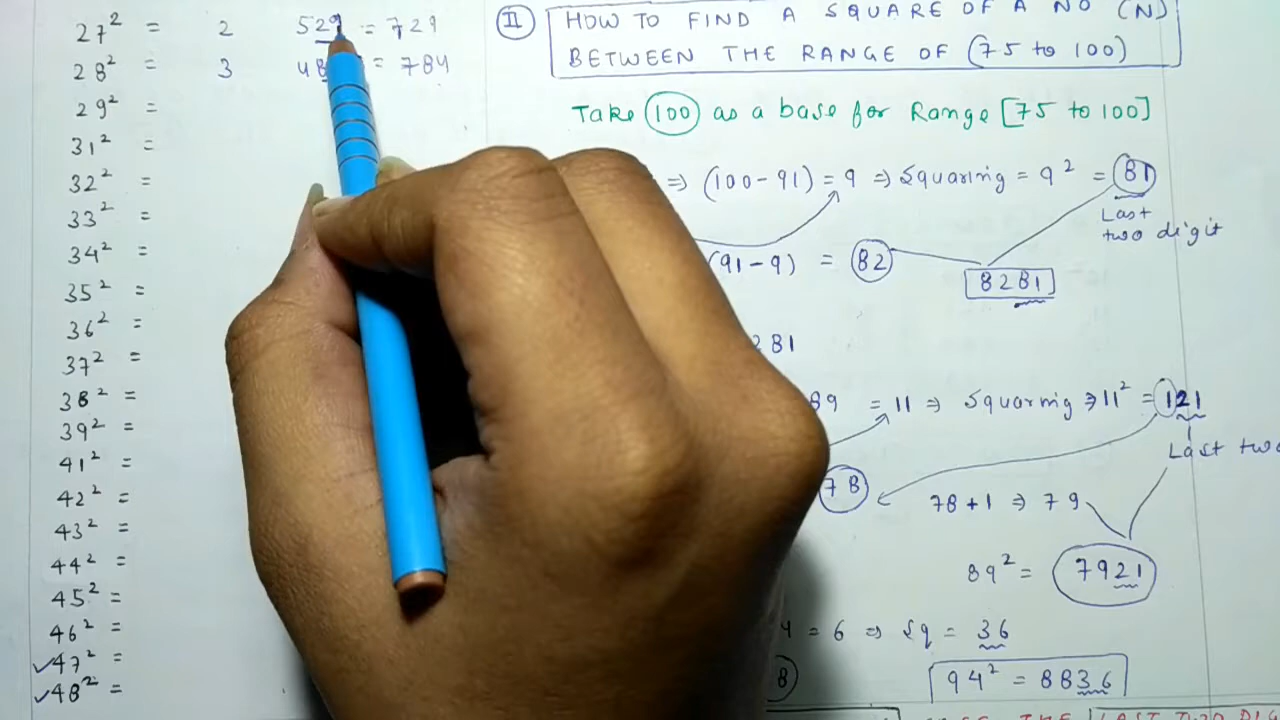 27² = 2 529 = 729
28² = 3 48 = 784
29² =
31² =
32² =
33² =
34² =
35² =
36² =
37² =
38² =
39² =
41² =
42² =
43² =
44² =
45² =
46² =
✓47² =
✓48² =
II HOW TO FIND A SQUARE OF A NO (N)
BETWEEN THE RANGE OF (75 to 100)
Take 100 as a base for Range [75 to 100]
⇒ (100-91) = 9 ⇒ Squaring = 9² = 81
Last
two digit
(91-9) = 82
8281
281
89 = 11 ⇒ Squaring ⇒ 11² = 121
Last two
78
78+1 ⇒ 79
89² = 7921
4 = 6 ⇒ Sq = 36
8
94² = 8836